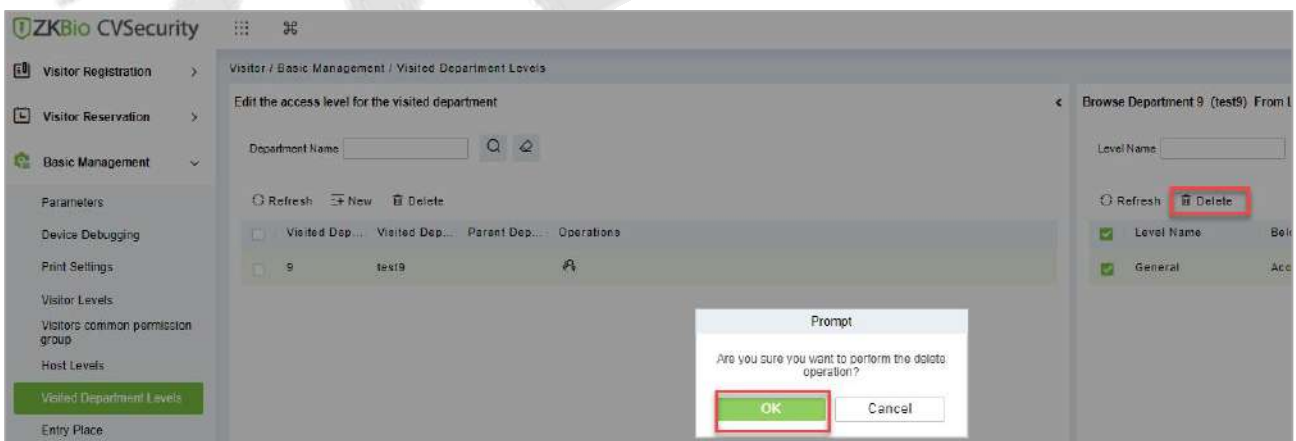 ZKBio CVSecurity
Visitor Registration
Visitor Reservation
Basic Management
Parameters
Device Debugging
Print Settings
Visitor Levels
Visitors common permission
group
Host Levels
Visited Department Levels
Entry Place
Visitor / Basic Management / Visited Department Levels
Edit the access level for the visited department
Department Name
Refresh New Delete
Visited Dep... Visited Dep... Parent Dep... Operations
9 test9
Browse Department 9 (test9) From L
Level Name
Refresh Delete
Level Name Bel
General Acc
Prompt
Are you sure you want to perform the delete
operation?
OK Cancel